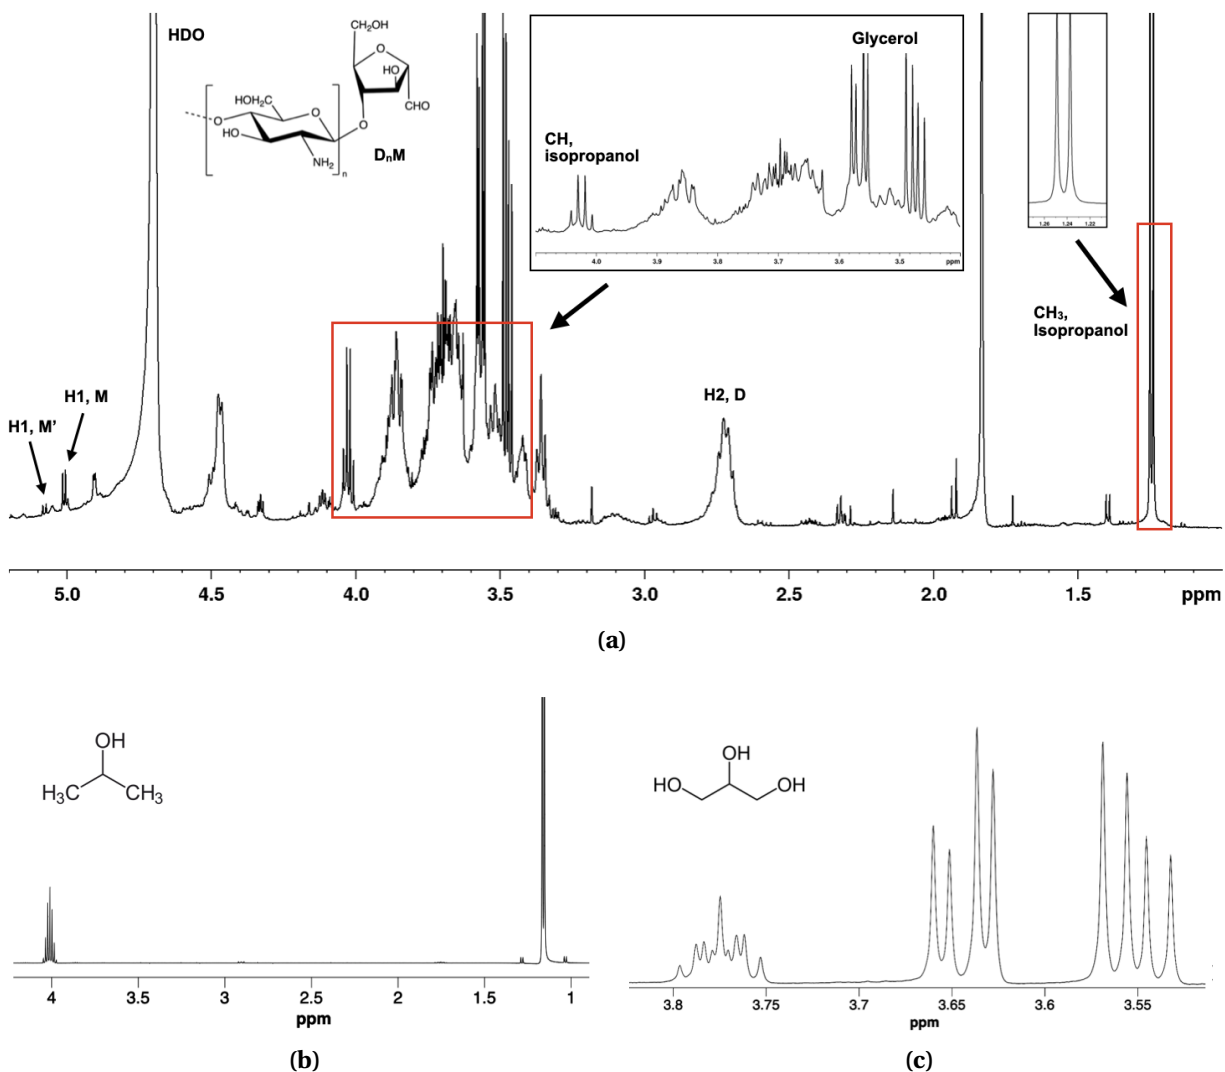 HDO
CH₂OH
O
HO
CHO
HOH₂C
O
O
HO
O
NH₂
n
DₙM
CH,
isopropanol
Glycerol
4.0 3.9 3.8 3.7 3.6 3.5 ppm
1.26 1.24 1.22
CH₃,
Isopropanol
H1, M'
H1, M
H2, D
5.0 4.5 4.0 3.5 3.0 2.5 2.0 1.5 ppm
(a)
OH
H₃C CH₃
4 3.5 3 2.5 2 1.5 1
ppm
(b)
OH
HO OH
3.8 3.75 3.7 3.65 3.6 3.55
ppm
(c)